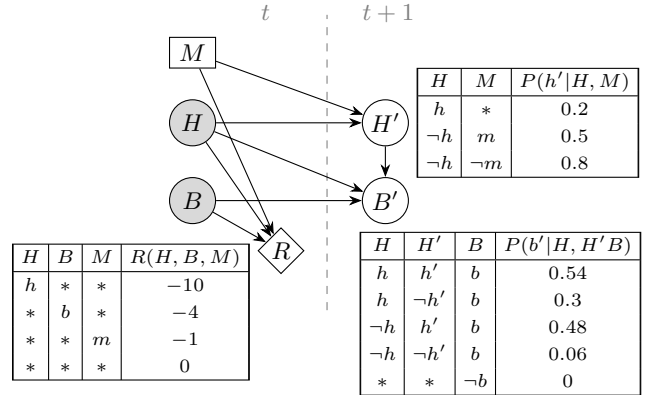 t t + 1
M
H
H'
B
B'
R
H M P(h'|H, M)
h * 0.2
¬h m 0.5
¬h ¬m 0.8
H B M R(H, B, M)
h * * −10
* b * −4
* * m −1
* * * 0
H H' B P(b'|H, H'B)
h h' b 0.54
h ¬h' b 0.3
¬h h' b 0.48
¬h ¬h' b 0.06
* * ¬b 0